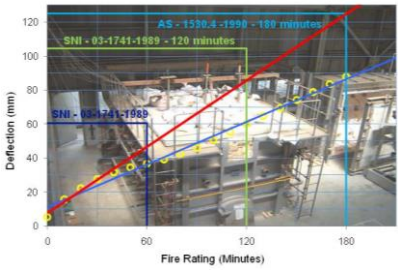 120
AS - 1530.4 -1990 - 180 minutes
SNI - 03-1741-1989 - 120 minutes
100
80
SNI - 03-1741-1989
60
40
20
0
0 60 120 180
Deflection (mm)
Fire Rating (Minutes)